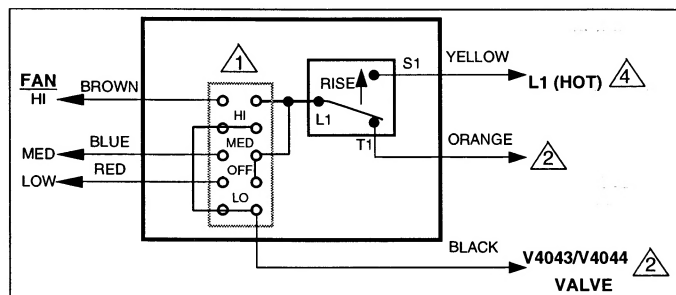 1
S1
YELLOW
FAN
BROWN
RISE
L1 (HOT)
4
HI
HI
L1
MED
BLUE
MED
T1
ORANGE
2
LOW
RED
OFF
LO
BLACK
V4043/V4044
2
VALVE